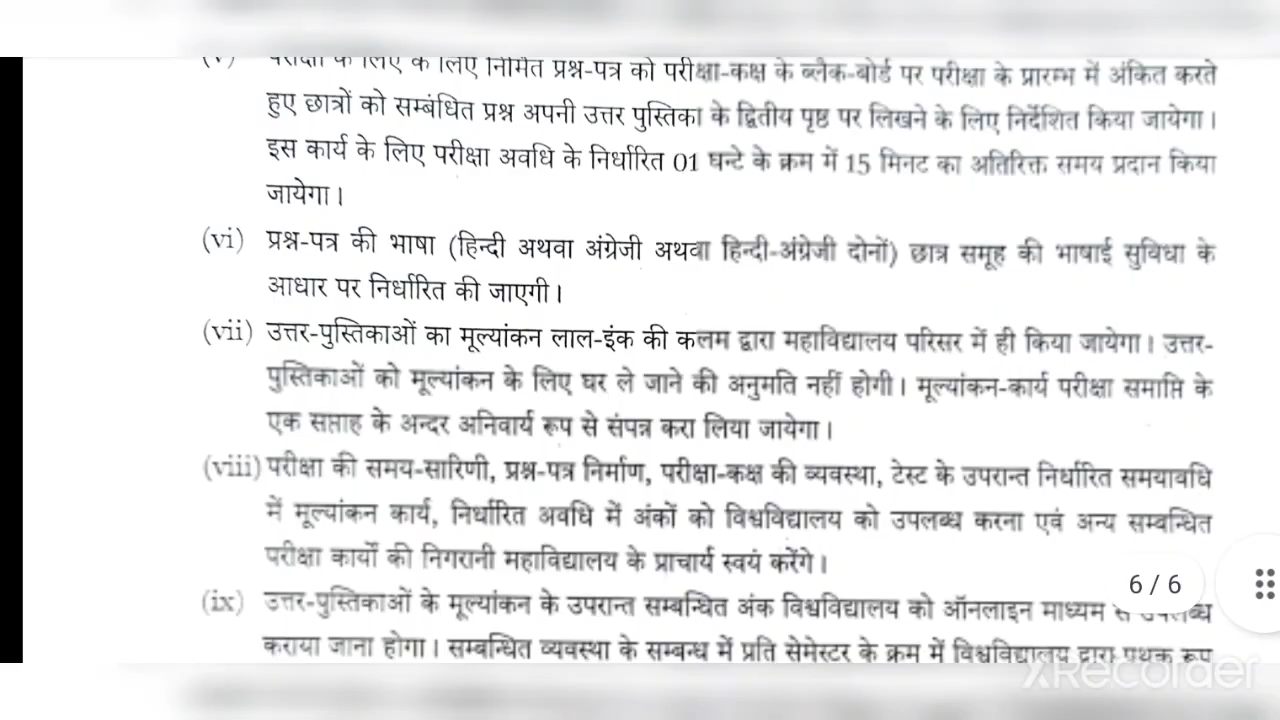 (v) परीक्षा के लिए के लिए निर्मित प्रश्न-पत्र को परीक्षा-कक्ष के ब्लैक-बोर्ड पर परीक्षा के प्रारम्भ में अंकित करते
हुए छात्रों को सम्बंधित प्रश्न अपनी उत्तर पुस्तिका के द्वितीय पृष्ठ पर लिखने के लिए निर्देशित किया जायेगा।
इस कार्य के लिए परीक्षा अवधि के निर्धारित 01 घन्टे के क्रम में 15 मिनट का अतिरिक्त समय प्रदान किया
जायेगा।
(vi) प्रश्न-पत्र की भाषा (हिन्दी अथवा अंग्रेजी अथवा हिन्दी-अंग्रेजी दोनों) छात्र समूह की भाषाई सुविधा के
आधार पर निर्धारित की जाएगी।
(vii) उत्तर-पुस्तिकाओं का मूल्यांकन लाल-इंक की कलम द्वारा महाविद्यालय परिसर में ही किया जायेगा। उत्तर-
पुस्तिकाओं को मूल्यांकन के लिए घर ले जाने की अनुमति नहीं होगी। मूल्यांकन-कार्य परीक्षा समाप्ति के
एक सप्ताह के अन्दर अनिवार्य रूप से संपन्न करा लिया जायेगा।
(viii) परीक्षा की समय-सारिणी, प्रश्न-पत्र निर्माण, परीक्षा-कक्ष की व्यवस्था, टेस्ट के उपरान्त निर्धारित समयावधि
में मूल्यांकन कार्य, निर्धारित अवधि में अंकों को विश्वविद्यालय को उपलब्ध करना एवं अन्य सम्बन्धित
परीक्षा कार्यों की निगरानी महाविद्यालय के प्राचार्य स्वयं करेंगे।
6 / 6
(ix) उत्तर-पुस्तिकाओं के मूल्यांकन के उपरान्त सम्बन्धित अंक विश्वविद्यालय को ऑनलाइन माध्यम से उपलब्ध
कराया जाना होगा। सम्बन्धित व्यवस्था के सम्बन्ध में प्रति सेमेस्टर के क्रम में विश्वविद्यालय द्वारा पृथक रूप
XRecorder